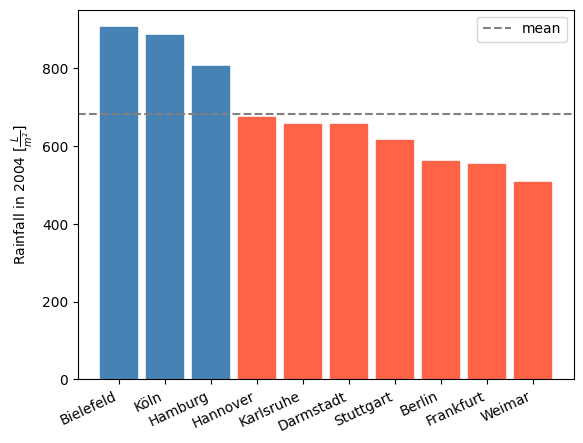 mean
Rainfall in 2004 [L/m²]
800
600
400
200
0
Bielefeld
Köln
Hamburg
Hannover
Karlsruhe
Darmstadt
Stuttgart
Berlin
Frankfurt
Weimar